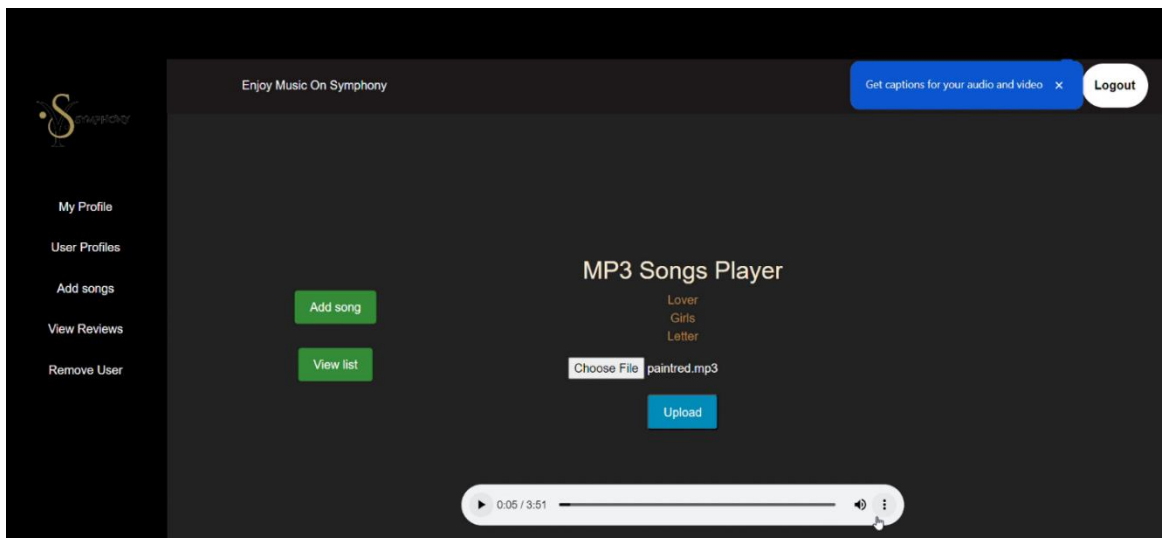 Enjoy Music On Symphony
Get captions for your audio and video
Logout
SYMPHONY
My Profile
User Profiles
Add songs
View Reviews
Remove User
Add song
View list
MP3 Songs Player
Lover
Girls
Letter
Choose File paintred.mp3
Upload
0:05 / 3:51